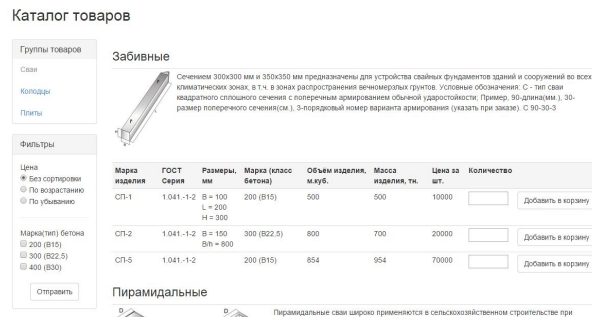 Каталог товаров
Группы товаров
Сваи
Колодцы
Плиты
Фильтры
Цена
Без сортировки
По возрастанию
По убыванию
Марка(тип) бетона
200 (B15)
300 (B22,5)
400 (B30)
Отправить
Забивные
Сечением 300х300 мм и 350х350 мм предназначены для устройства свайных фундаментов зданий и сооружений во всех
климатических зонах, в т.ч. в зонах распространения вечномерзлых грунтов. Условные обозначения: С - тип сваи
квадратного сплошного сечения с поперечным армированием обычной ударостойкости; Пример, 90-длина(мм.), 30-
размер поперечного сечения(см.), 3-порядковый номер варианта армирования (указать при заказе). С 90-30-3
Марка изделия ГОСТ Серия Размеры, мм Марка (класс бетона) Объём изделия, м.куб. Масса изделия, тн. Цена за шт. Количество
СП-1 1.041.-1-2 B = 100 200 (B15) 500 500 10000 Добавить в корзину
L = 200
H = 300
СП-2 1.041.-1-2 B = 150 300 (B22,5) 800 700 20000 Добавить в корзину
B/h = 800
СП-5 1.041.-1-2 200 (B15) 854 954 70000 Добавить в корзину
Пирамидальные
D
D
Пирамидальные сваи широко применяются в сельскохозяйственном строительстве при